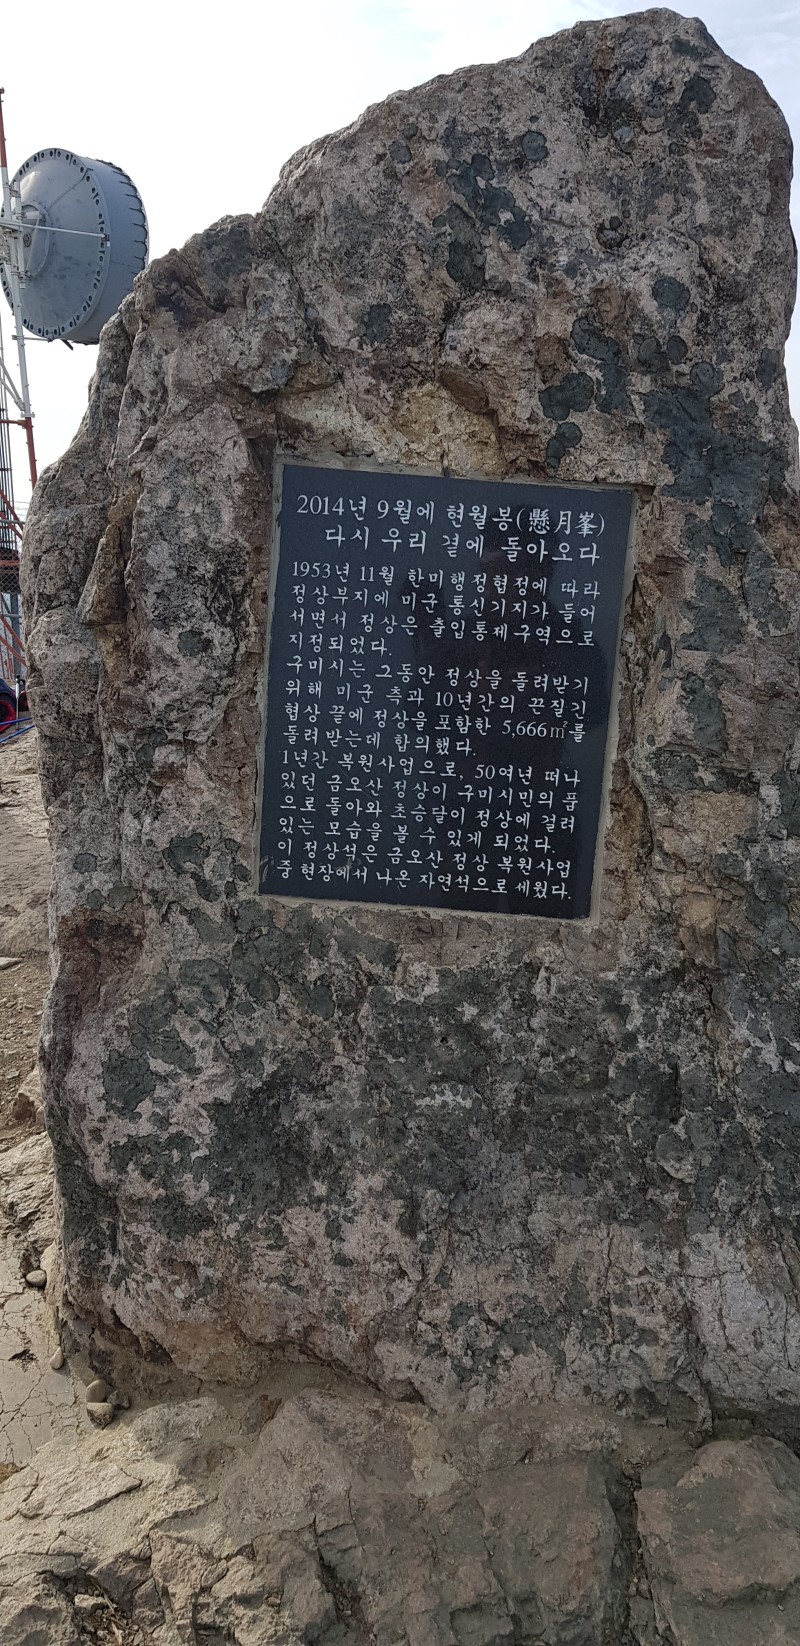 2014년 9월에 현월봉(懸月峯)
다시 우리 곁에 돌아오다
1953년 11월 한미행정협정에 따라
정상부지에 미군 통신기지가 들어
서면서 정상은 출입통제구역으로
지정되었다.
구미시는 그동안 정상을 돌려받기
위해 미군 측과 10년간의 끈질긴
협상 끝에 정상을 포함한 5,666㎡를
돌려받는데 합의했다.
1년간 복원사업으로, 50여년 떠나
있던 금오산 정상이 구미시민의 품
으로 돌아와 초승달이 정상에 걸려
있는 모습을 볼 수 있게 되었다.
이 정상석은 금오산 정상 복원사업
중 현장에서 나온 자연석으로 세웠다.